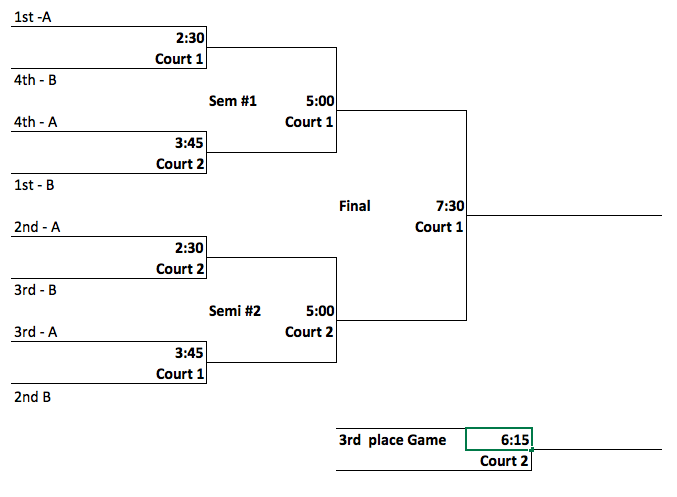 1st -A
2:30
Court 1
4th - B
Sem #1 5:00
4th - A Court 1
3:45
Court 2
1st - B
Final 7:30
2nd - A Court 1
2:30
Court 2
3rd - B
Semi #2 5:00
3rd - A Court 2
3:45
Court 1
2nd B
3rd place Game 6:15
Court 2